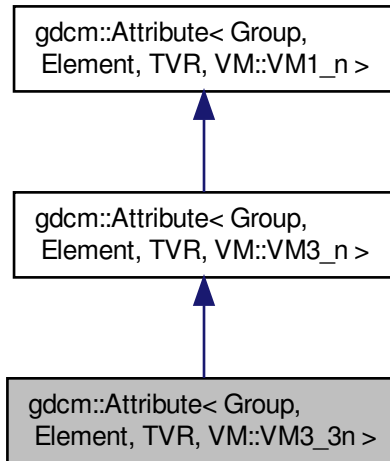 gdcm::Attribute< Group,
Element, TVR, VM::VM1_n >
gdcm::Attribute< Group,
Element, TVR, VM::VM3_n >
gdcm::Attribute< Group,
Element, TVR, VM::VM3_3n >